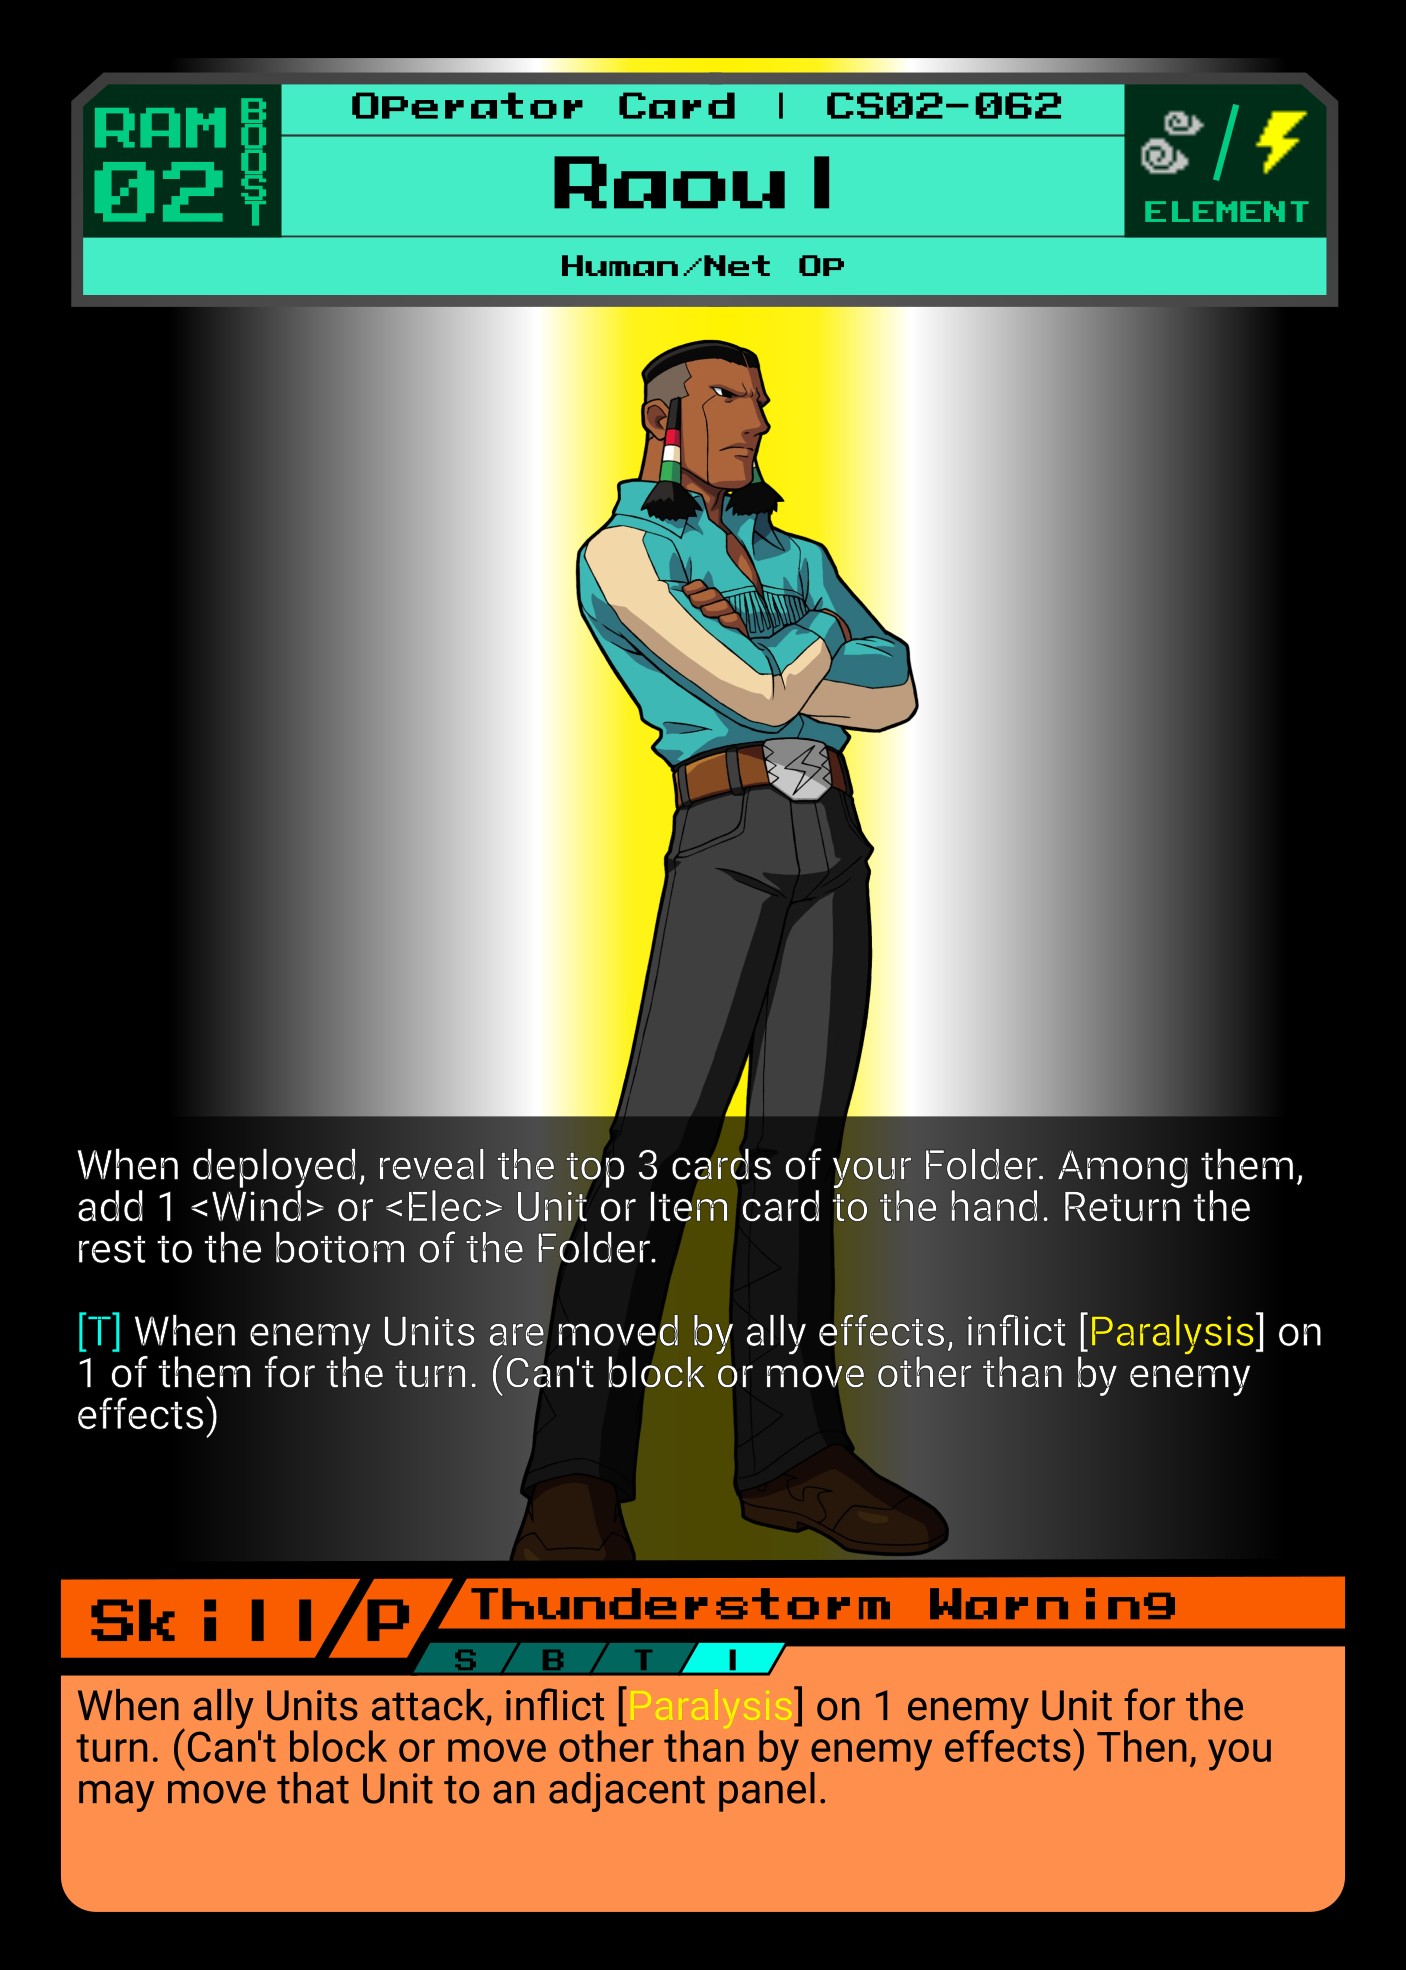 RAM
02
BOOST
Operator Card | CS02-062
Raoul
Human/Net Op
ELEMENT
When deployed, reveal the top 3 cards of your Folder. Among them,
add 1 <Wind> or <Elec> Unit or Item card to the hand. Return the
rest to the bottom of the Folder.
[T] When enemy Units are moved by ally effects, inflict [Paralysis] on
1 of them for the turn. (Can't block or move other than by enemy
effects)
Skill/P
Thunderstorm Warning
S / B / T / I
When ally Units attack, inflict [Paralysis] on 1 enemy Unit for the
turn. (Can't block or move other than by enemy effects) Then, you
may move that Unit to an adjacent panel.